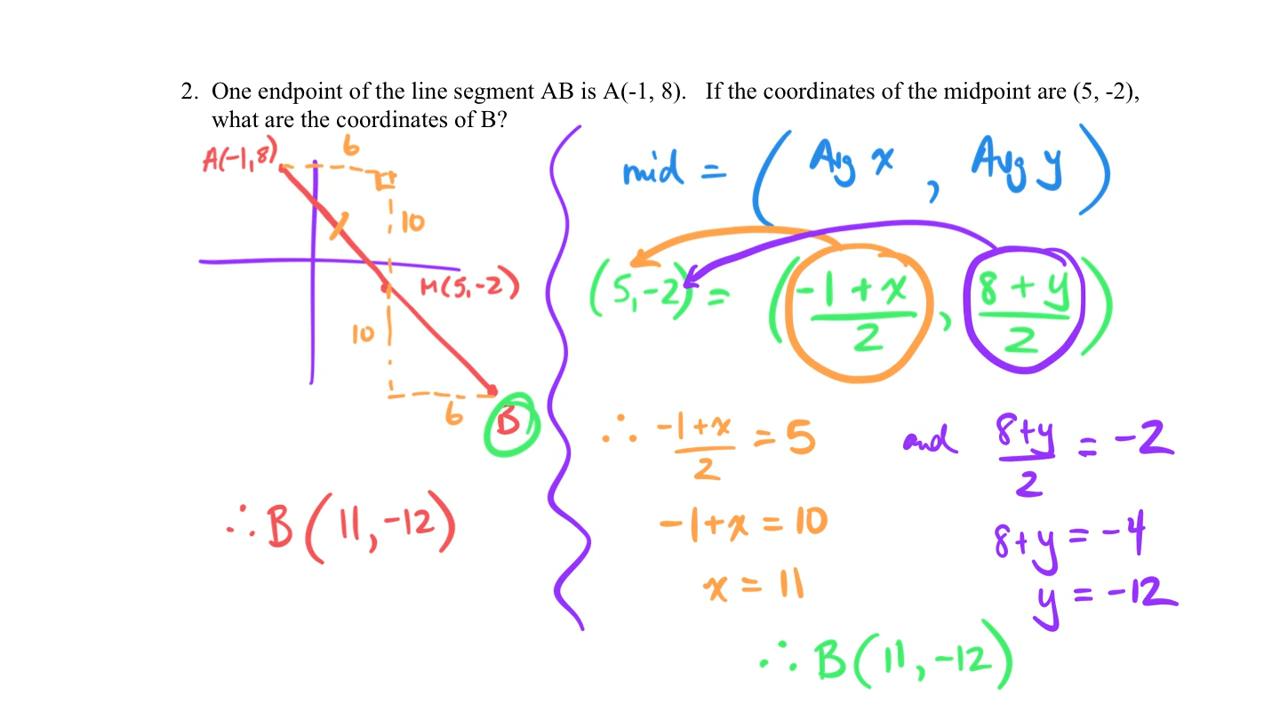 2. One endpoint of the line segment AB is A(-1, 8). If the coordinates of the midpoint are (5, -2),
what are the coordinates of B?
A(-1,8)
6
10
M(5,-2)
10
6
B
∴ B(11,-12)
mid = (Avg x, Avg y)
(5,-2) = (-1+x/2, 8+y/2)
∴ -1+x/2 = 5 and 8+y/2 = -2
-1+x = 10 8+y = -4
x = 11 y = -12
∴ B(11,-12)